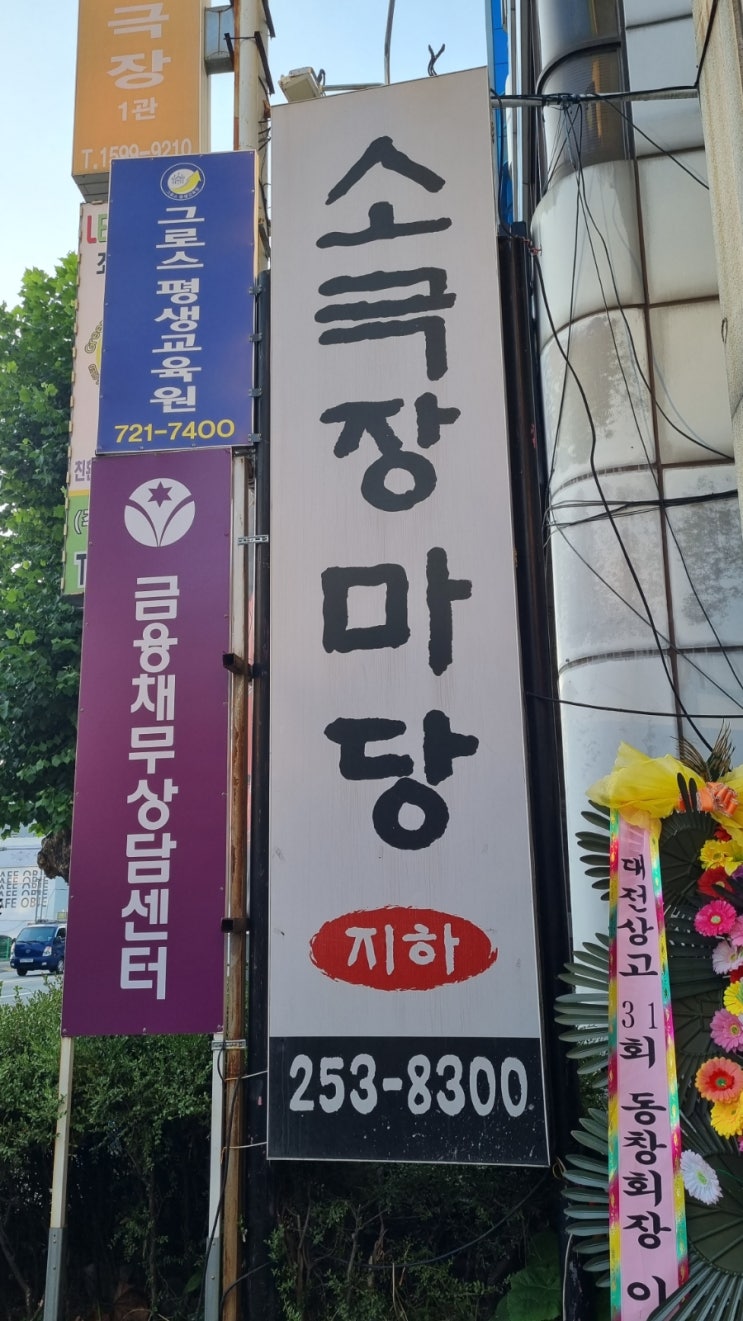 극장
1관
T.1599-9210
그로스평생교육원
721-7400
금융채무상담센터
소극장마당
지하
253-8300
대전상고 31회 동창회장 이